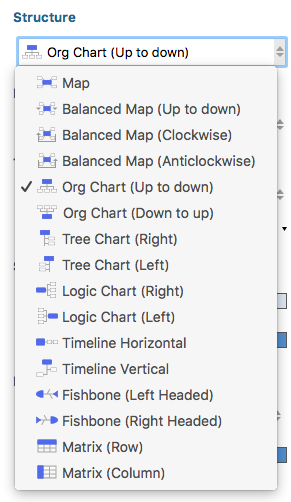 Structure
Org Chart (Up to down)
Map
Balanced Map (Up to down)
Balanced Map (Clockwise)
Balanced Map (Anticlockwise)
Org Chart (Up to down)
Org Chart (Down to up)
Tree Chart (Right)
Tree Chart (Left)
Logic Chart (Right)
Logic Chart (Left)
Timeline Horizontal
Timeline Vertical
Fishbone (Left Headed)
Fishbone (Right Headed)
Matrix (Row)
Matrix (Column)